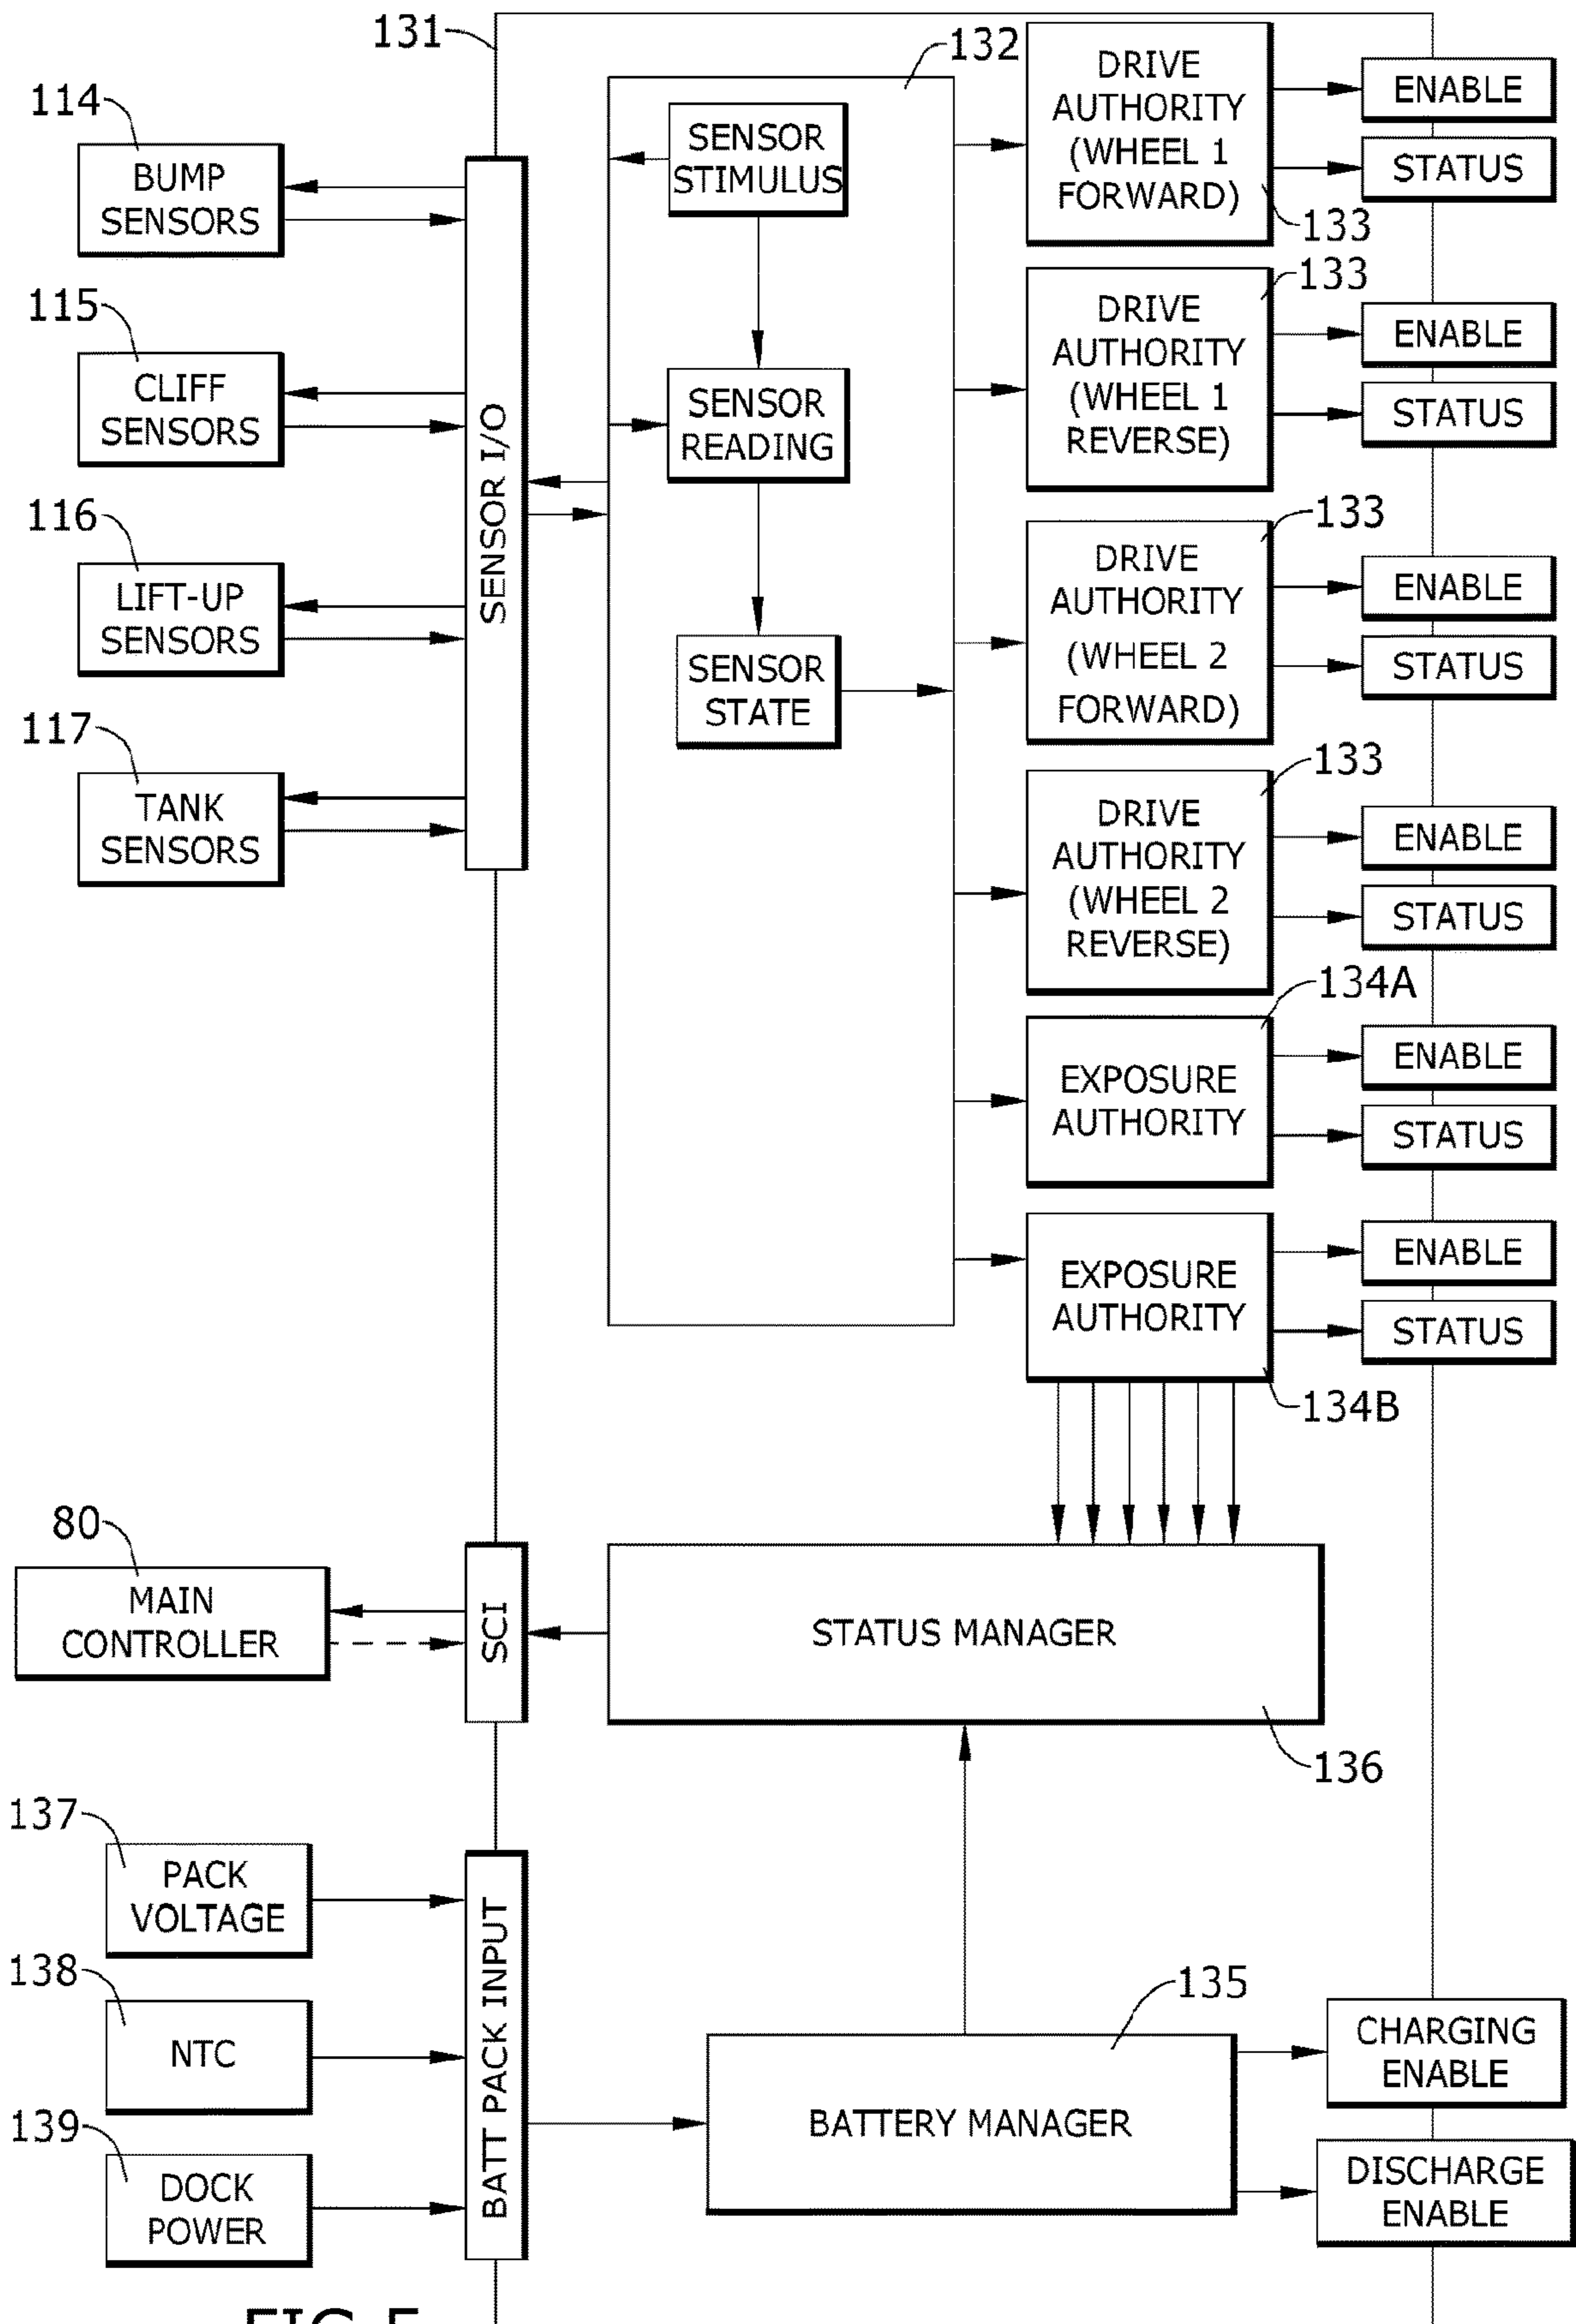 131
132
114
BUMP
SENSORS
115
CLIFF
SENSORS
116
LIFT-UP
SENSORS
117
TANK
SENSORS
SENSOR I/O
SENSOR
STIMULUS
SENSOR
READING
SENSOR
STATE
DRIVE
AUTHORITY
(WHEEL 1
FORWARD)
133
ENABLE
STATUS
DRIVE
AUTHORITY
(WHEEL 1
REVERSE)
133
ENABLE
STATUS
DRIVE
AUTHORITY
(WHEEL 2
FORWARD)
133
ENABLE
STATUS
DRIVE
AUTHORITY
(WHEEL 2
REVERSE)
133
ENABLE
STATUS
134A
EXPOSURE
AUTHORITY
ENABLE
STATUS
EXPOSURE
AUTHORITY
134B
ENABLE
STATUS
80
MAIN
CONTROLLER
SCI
STATUS MANAGER
136
137
PACK
VOLTAGE
138
NTC
139
DOCK
POWER
BATT PACK INPUT
135
BATTERY MANAGER
CHARGING
ENABLE
DISCHARGE
ENABLE